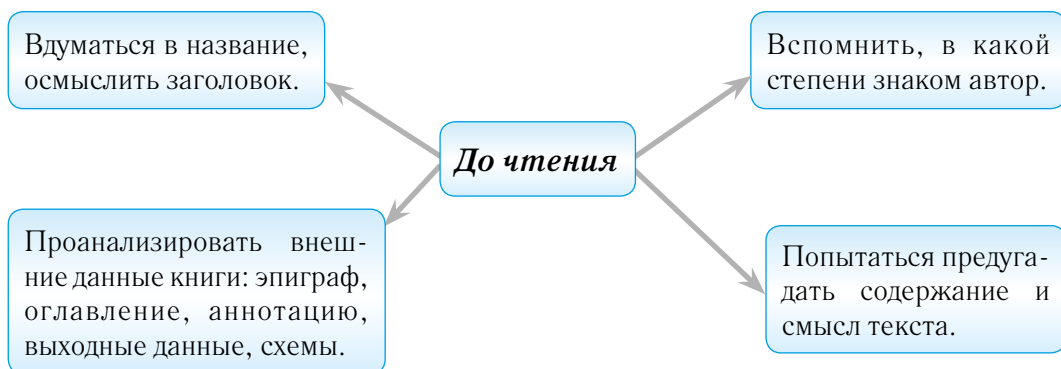 Вдуматься в название,
осмыслить заголовок.
Вспомнить, в какой
степени знаком автор.
До чтения
Проанализировать внеш-
ние данные книги: эпиграф,
оглавление, аннотацию,
выходные данные, схемы.
Попытаться предуга-
дать содержание и
смысл текста.